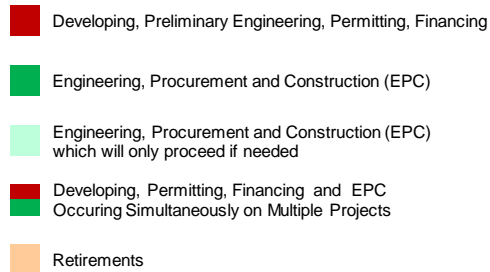 Developing, Preliminary Engineering, Permitting, Financing
Engineering, Procurement and Construction (EPC)
Engineering, Procurement and Construction (EPC)
which will only proceed if needed
Developing, Permitting, Financing and EPC
Occuring Simultaneously on Multiple Projects
Retirements